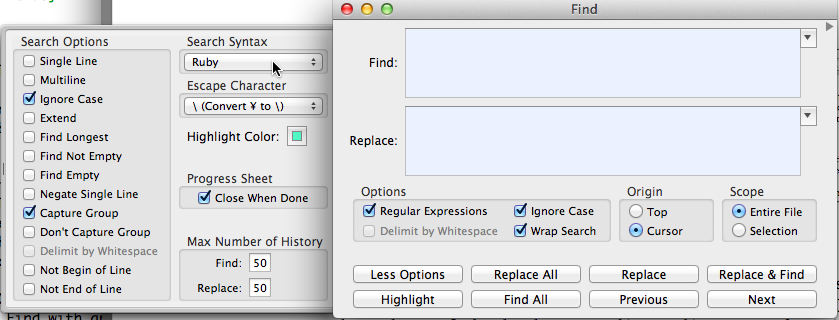 Find
Search Options
Single Line
Multiline
Ignore Case
Extend
Find Longest
Find Not Empty
Find Empty
Negate Single Line
Capture Group
Don't Capture Group
Delimit by Whitespace
Not Begin of Line
Not End of Line
Search Syntax
Ruby
Escape Character
\ (Convert ¥ to \)
Highlight Color:
Progress Sheet
Close When Done
Max Number of History
Find: 50
Replace: 50
Find:
Replace:
Options
Regular Expressions Ignore Case
Delimit by Whitespace Wrap Search
Origin
Top
Cursor
Scope
Entire File
Selection
Less Options Replace All Replace Replace & Find
Highlight Find All Previous Next